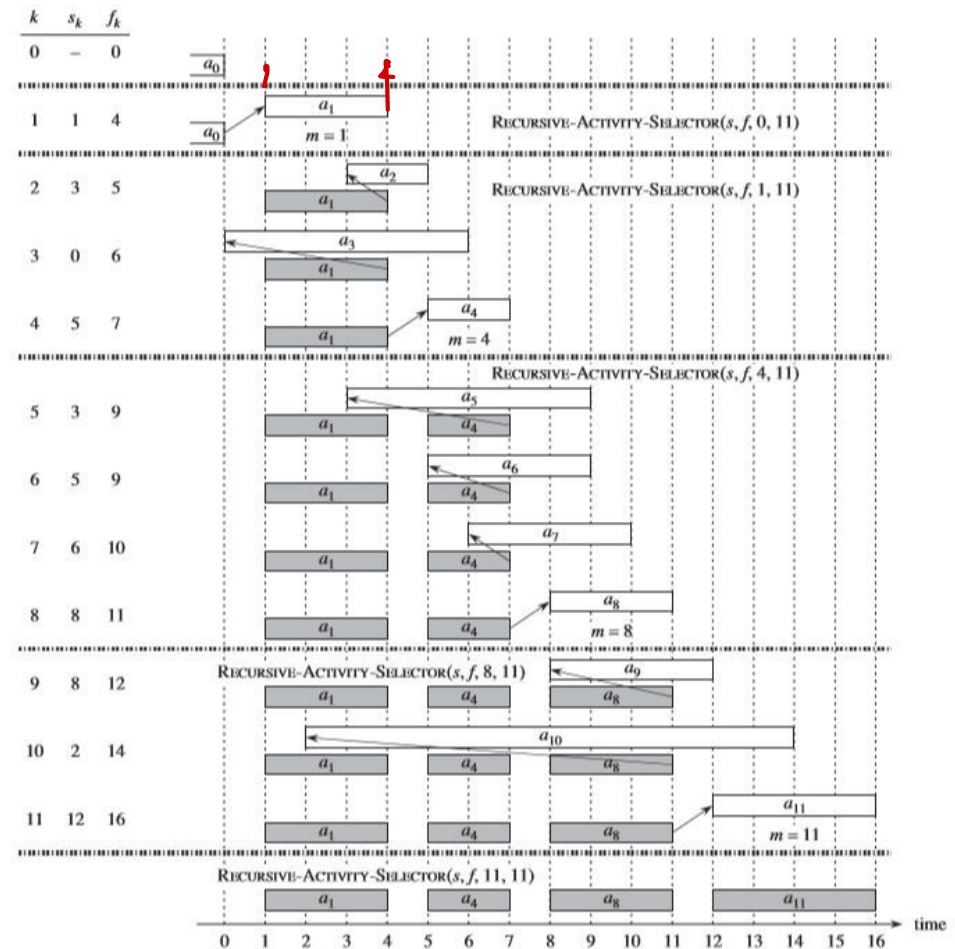 k s_k f_k
0 – 0
a_0
1 1 4
a_1
a_0
m = 1
RECURSIVE-ACTIVITY-SELECTOR(s, f, 0, 11)
2 3 5
a_2
a_1
RECURSIVE-ACTIVITY-SELECTOR(s, f, 1, 11)
3 0 6
a_3
a_1
4 5 7
a_4
a_1
m = 4
RECURSIVE-ACTIVITY-SELECTOR(s, f, 4, 11)
5 3 9
a_5
a_1 a_4
6 5 9
a_6
a_1 a_4
7 6 10
a_7
a_1 a_4
8 8 11
a_8
a_1 a_4
m = 8
RECURSIVE-ACTIVITY-SELECTOR(s, f, 8, 11)
9 8 12
a_9
a_1 a_4 a_8
10 2 14
a_10
a_1 a_4 a_8
11 12 16
a_11
a_1 a_4 a_8
m = 11
RECURSIVE-ACTIVITY-SELECTOR(s, f, 11, 11)
a_1 a_4 a_8 a_11
time
0 1 2 3 4 5 6 7 8 9 10 11 12 13 14 15 16